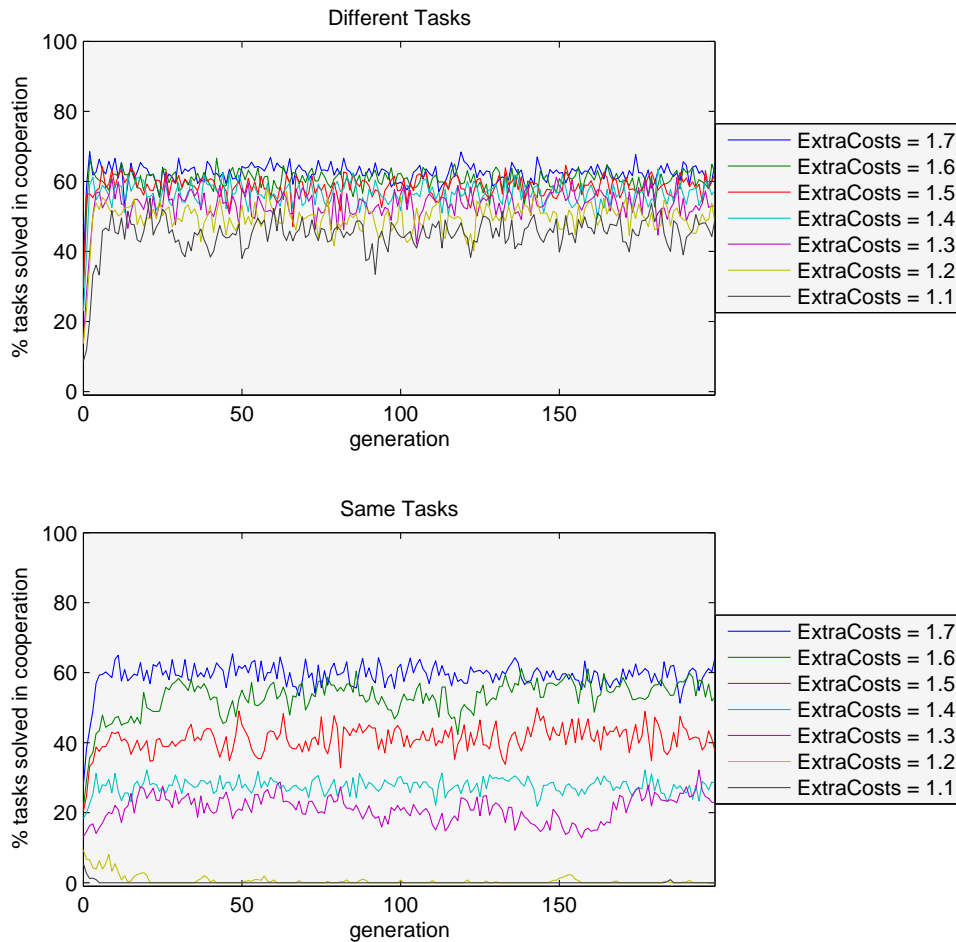 Different Tasks
100
80
60
40
20
0
0 50 100 150
% tasks solved in cooperation
generation
ExtraCosts = 1.7
ExtraCosts = 1.6
ExtraCosts = 1.5
ExtraCosts = 1.4
ExtraCosts = 1.3
ExtraCosts = 1.2
ExtraCosts = 1.1
Same Tasks
100
80
60
40
20
0
0 50 100 150
% tasks solved in cooperation
generation
ExtraCosts = 1.7
ExtraCosts = 1.6
ExtraCosts = 1.5
ExtraCosts = 1.4
ExtraCosts = 1.3
ExtraCosts = 1.2
ExtraCosts = 1.1